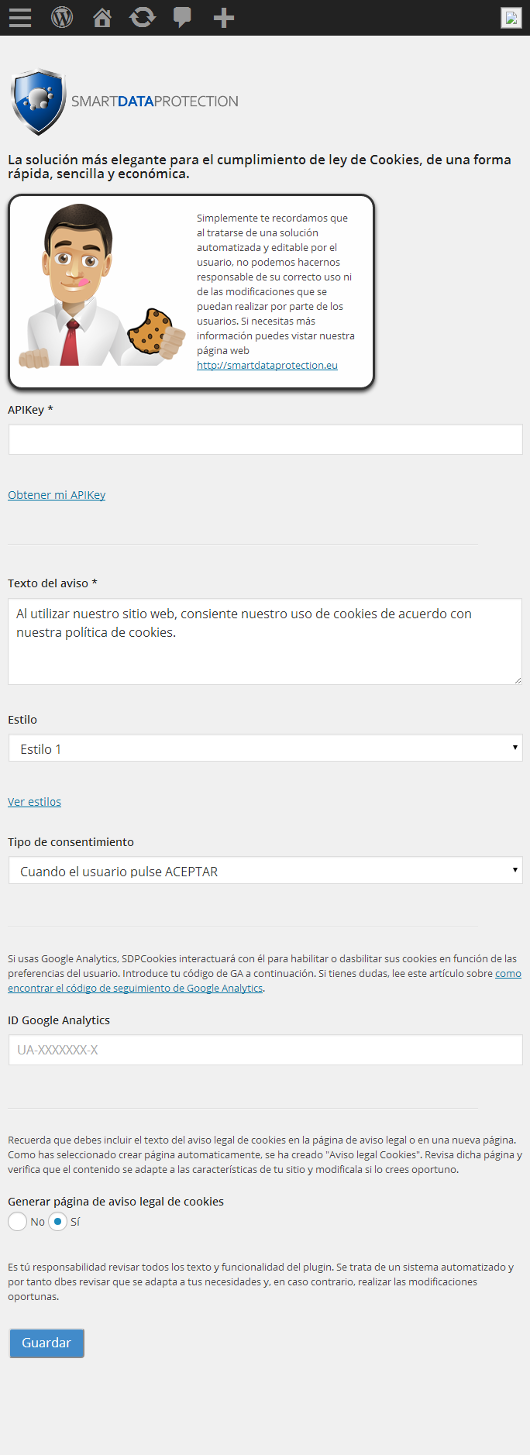 SMARTDATAPROTECTION
La solución más elegante para el cumplimiento de ley de Cookies, de una forma
rápida, sencilla y económica.
Simplemente te recordamos que
al tratarse de una solución
automatizada y editable por el
usuario, no podemos hacernos
responsable de su correcto uso ni
de las modificaciones que se
puedan realizar por parte de los
usuarios. Si necesitas más
información puedes vistar nuestra
página web
http://smartdataprotection.eu
APIKey *
Obtener mi APIKey
Texto del aviso *
Al utilizar nuestro sitio web, consiente nuestro uso de cookies de acuerdo con
nuestra política de cookies.
Estilo
Estilo 1
Ver estilos
Tipo de consentimiento
Cuando el usuario pulse ACEPTAR
Si usas Google Analytics, SDPCookies interactuará con él para habilitar o dasbilitar sus cookies en función de las
preferencias del usuario. Introduce tu código de GA a continuación. Si tienes dudas, lee este artículo sobre como
encontrar el código de seguimiento de Google Analytics.
ID Google Analytics
UA-XXXXXXX-X
Recuerda que debes incluir el texto del aviso legal de cookies en la página de aviso legal o en una nueva página.
Como has seleccionado crear página automaticamente, se ha creado "Aviso legal Cookies". Revisa dicha página y
verifica que el contenido se adapte a las características de tu sitio y modificala si lo crees oportuno.
Generar página de aviso legal de cookies
No Sí
Es tú responsabilidad revisar todos los texto y funcionalidad del plugin. Se trata de un sistema automatizado y
por tanto dbes revisar que se adapta a tus necesidades y, en caso contrario, realizar las modificaciones
oportunas.
Guardar